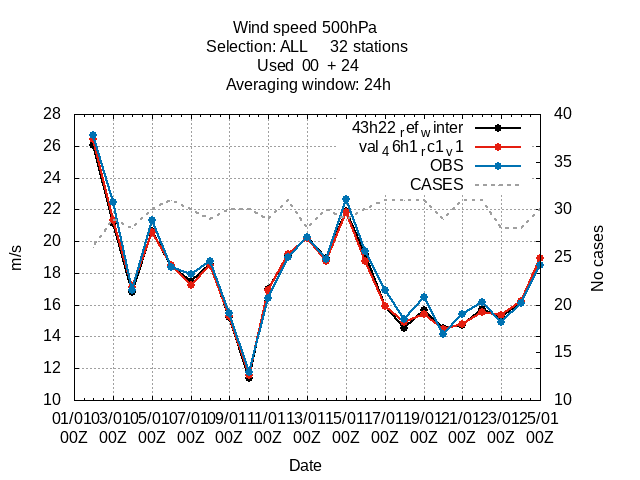 Wind speed 500hPa
Selection: ALL 32 stations
Used 00 + 24
Averaging window: 24h
28
26
24
22
20
18
16
14
12
10
m/s
40
35
30
25
20
15
10
No cases
43h22refwinter
val46h1rc1v1
OBS
CASES
01/01 03/01 05/01 07/01 09/01 11/01 13/01 15/01 17/01 19/01 21/01 23/01 25/01
00Z 00Z 00Z 00Z 00Z 00Z 00Z 00Z 00Z 00Z 00Z 00Z 00Z
Date